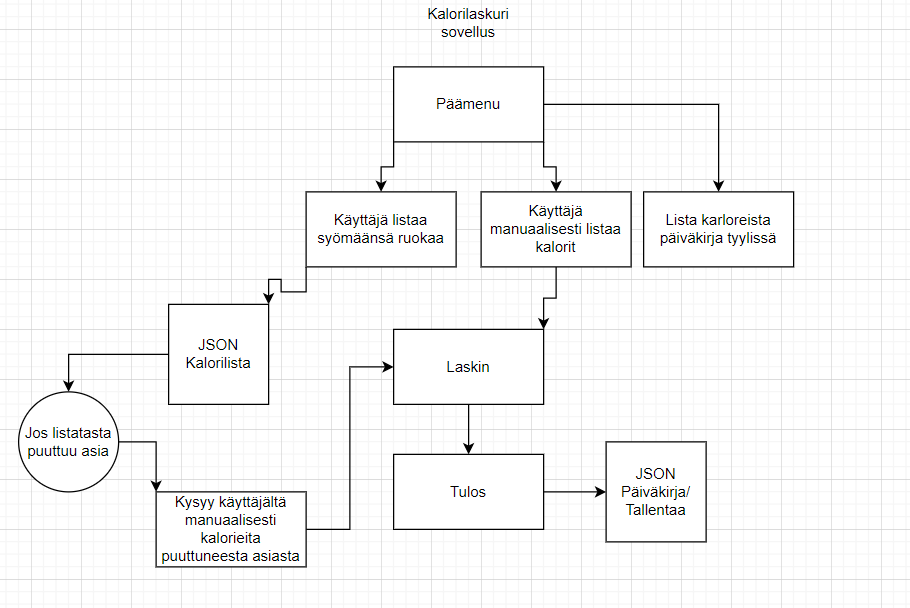 Kalorilaskuri
sovellus
Päämenu
Käyttäjä listaa
syömäänsä ruokaa
Käyttäjä
manuaalisesti listaa
kalorit
Lista karloreista
päiväkirja tyylissä
JSON
Kalorilista
Laskin
Jos listatasta
puuttuu asia
Kysyy käyttäjältä
manuaalisesti
kalorieita
puuttuneesta asiasta
Tulos
JSON
Päiväkirja/
Tallentaa